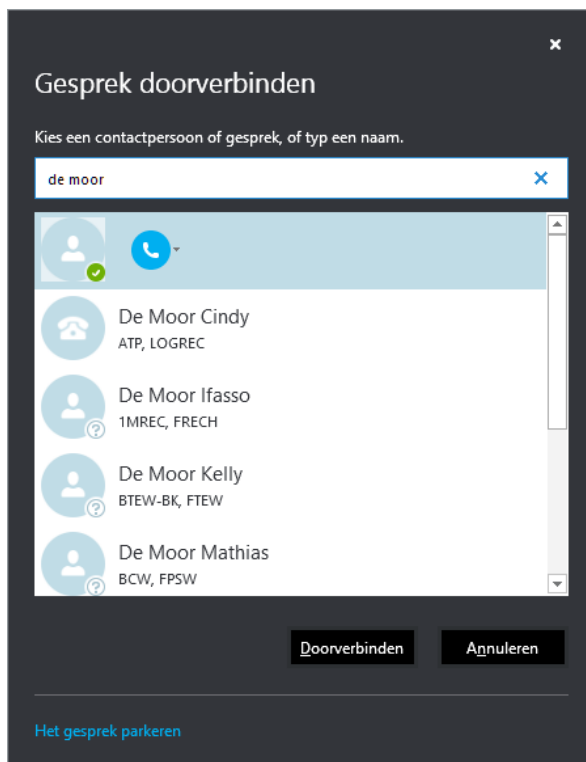 Gesprek doorverbinden
Kies een contactpersoon of gesprek, of typ een naam.
de moor
De Moor Cindy
ATP, LOGREC
De Moor Ifasso
1MREC, FRECH
De Moor Kelly
BTEW-BK, FTEW
De Moor Mathias
BCW, FPSW
Doorverbinden
Annuleren
Het gesprek parkeren